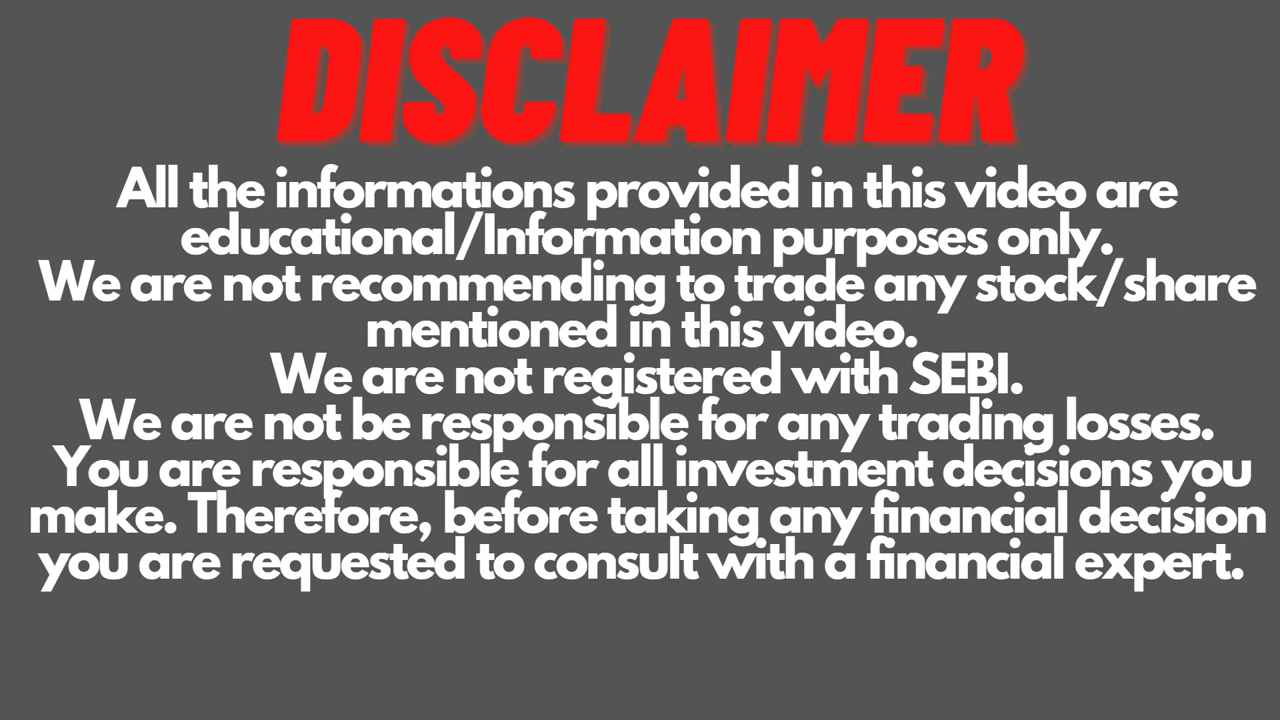 DISCLAIMER
All the informations provided in this video are
educational/Information purposes only.
We are not recommending to trade any stock/share
mentioned in this video.
We are not registered with SEBI.
We are not be responsible for any trading losses.
You are responsible for all investment decisions you
make. Therefore, before taking any financial decision
you are requested to consult with a financial expert.